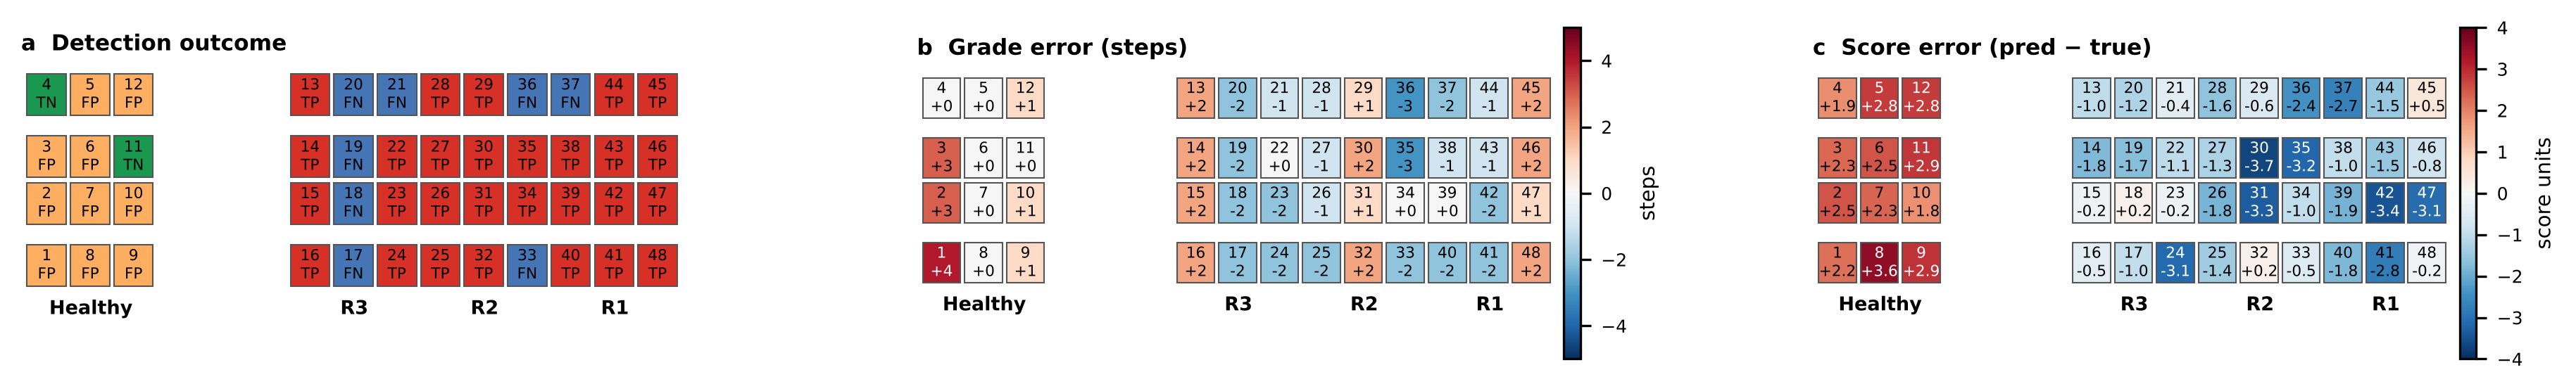 a Detection outcome
4 5 12 13 20 21 28 29 36 37 44 45
TN FP FP TP FN FN TP TP FN FN TP TP
3 6 11 14 19 22 27 30 35 38 43 46
FP FP TN TP FN TP TP TP TP TP TP TP
2 7 10 15 18 23 26 31 34 39 42 47
FP FP FP TP FN TP TP TP TP TP TP TP
1 8 9 16 17 24 25 32 33 40 41 48
FP FP FP TP FN TP TP TP FN TP TP TP
Healthy R3 R2 R1
b Grade error (steps)
4 5 12 13 20 21 28 29 36 37 44 45
+0 +0 +1 +2 -2 -1 -1 +1 -3 -2 -1 +2
3 6 11 14 19 22 27 30 35 38 43 46
+3 +0 +0 +2 -2 +0 -1 +2 -3 -1 -1 +2
2 7 10 15 18 23 26 31 34 39 42 47
+3 +0 +1 +2 -2 -2 -1 +1 +0 +0 -2 +1
1 8 9 16 17 24 25 32 33 40 41 48
+4 +0 +1 +2 -2 -2 -2 +2 -2 -2 -2 +2
Healthy R3 R2 R1
4
2
0
−2
−4
steps
c Score error (pred − true)
4 5 12 13 20 21 28 29 36 37 44 45
+1.9 +2.8 +2.8 -1.0 -1.2 -0.4 -1.6 -0.6 -2.4 -2.7 -1.5 +0.5
3 6 11 14 19 22 27 30 35 38 43 46
+2.3 +2.5 +2.9 -1.8 -1.7 -1.1 -1.3 -3.7 -3.2 -1.0 -1.5 -0.8
2 7 10 15 18 23 26 31 34 39 42 47
+2.5 +2.3 +1.8 -0.2 +0.2 -0.2 -1.8 -3.3 -1.0 -1.9 -3.4 -3.1
1 8 9 16 17 24 25 32 33 40 41 48
+2.2 +3.6 +2.9 -0.5 -1.0 -3.1 -1.4 +0.2 -0.5 -1.8 -2.8 -0.2
Healthy R3 R2 R1
4
3
2
1
0
−1
−2
−3
−4
score units